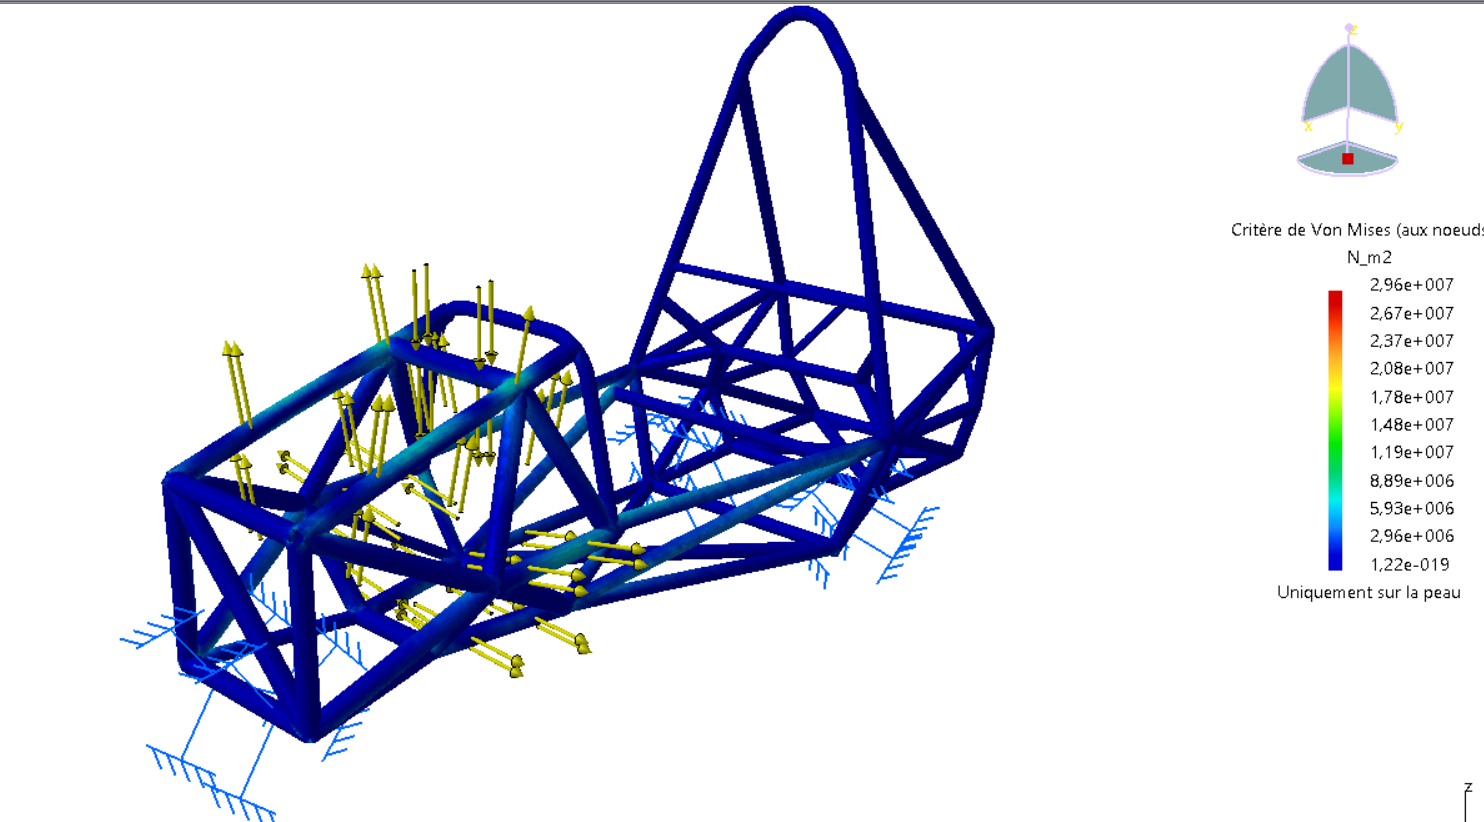 z
x
y
Critère de Von Mises (aux noeuds
N_m2
2,96e+007
2,67e+007
2,37e+007
2,08e+007
1,78e+007
1,48e+007
1,19e+007
8,89e+006
5,93e+006
2,96e+006
1,22e-019
Uniquement sur la peau
z